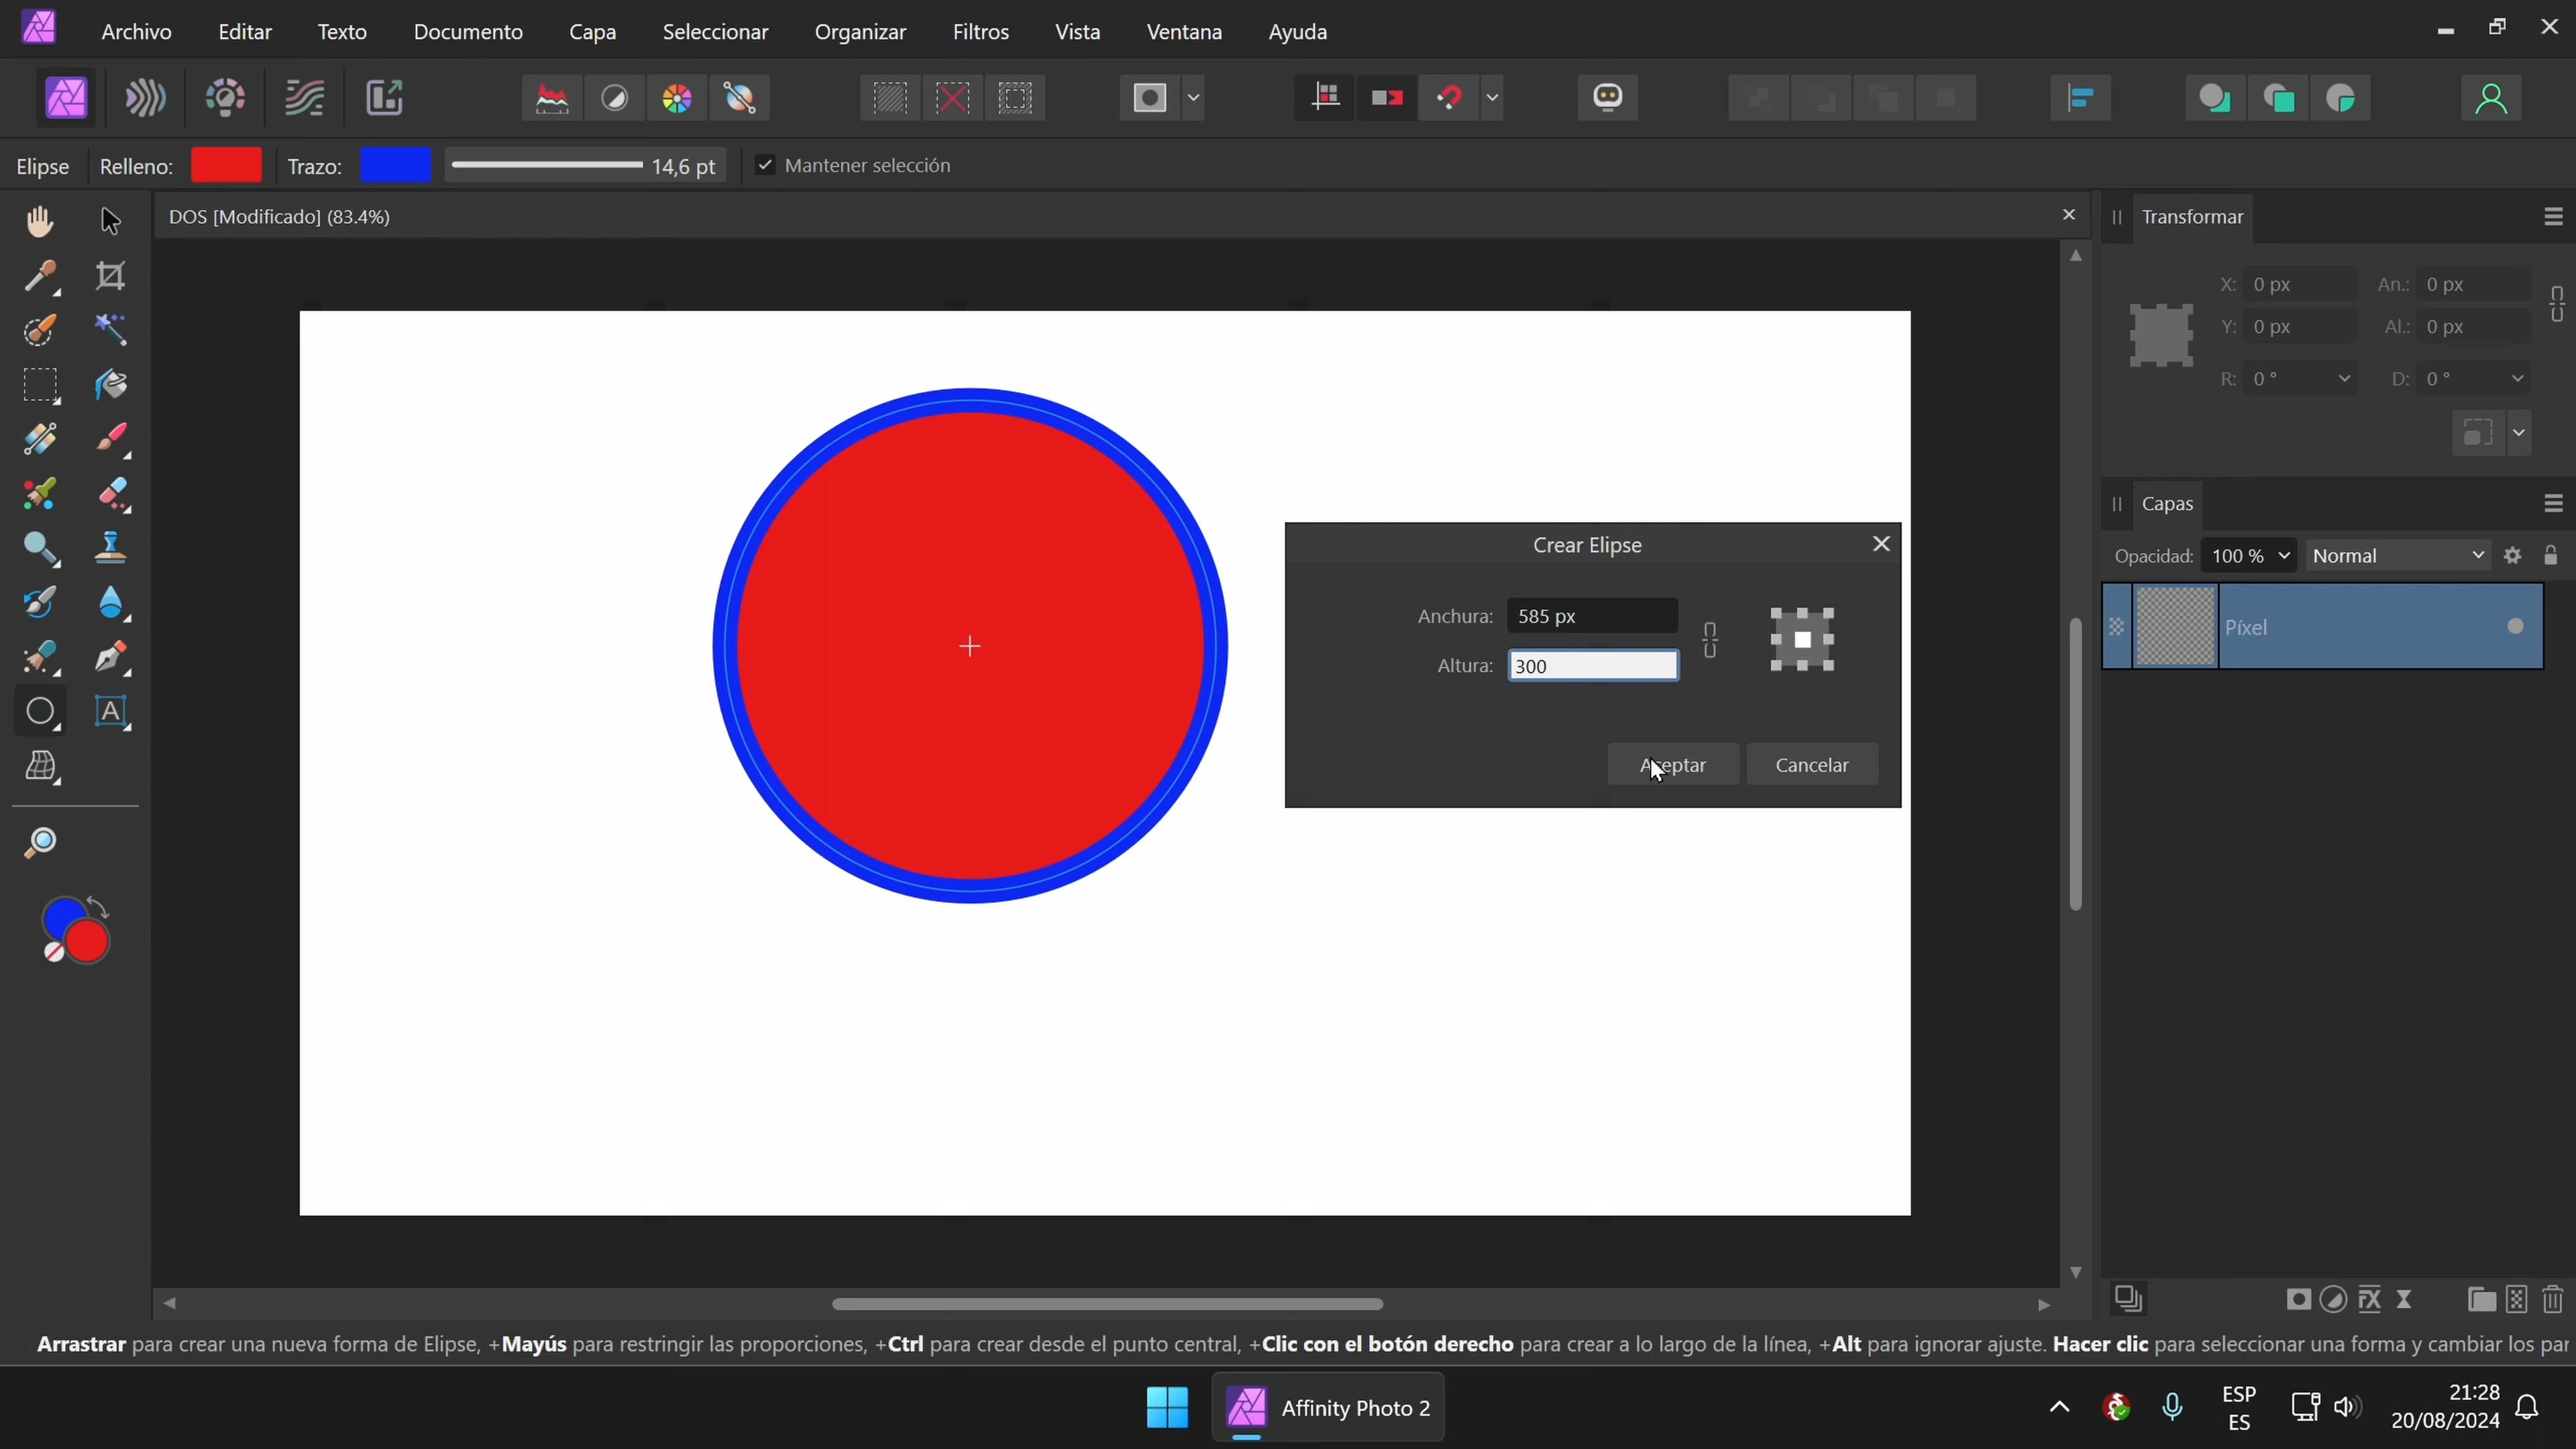 Archivo Editar Texto Documento Capa Seleccionar Organizar Filtros Vista Ventana Ayuda
Elipse Relleno: Trazo: 14,6 pt Mantener selección
DOS [Modificado] (83.4%)
Transformar
X: 0 px An.: 0 px
Y: 0 px Al.: 0 px
R: 0 ° D: 0 °
Capas
Opacidad: 100 % Normal
Píxel
Crear Elipse
Anchura: 585 px
Altura: 300
Aceptar Cancelar
A
FX
Arrastrar para crear una nueva forma de Elipse, +Mayús para restringir las proporciones, +Ctrl para crear desde el punto central, +Clic con el botón derecho para crear a lo largo de la línea, +Alt para ignorar ajuste. Hacer clic para seleccionar una forma y cambiar los par
Affinity Photo 2
ESP
ES
21:28
20/08/2024